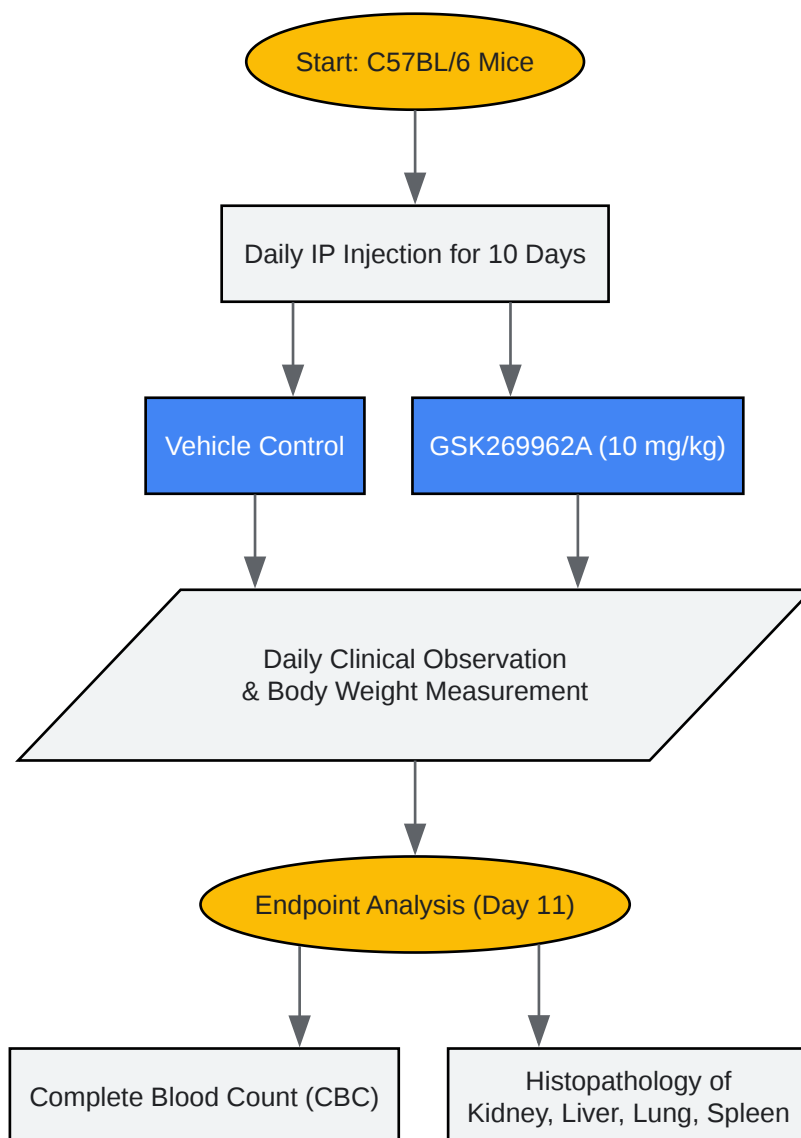 Start: C57BL/6 Mice
Daily IP Injection for 10 Days
Vehicle Control
GSK269962A (10 mg/kg)
Daily Clinical Observation
& Body Weight Measurement
Endpoint Analysis (Day 11)
Complete Blood Count (CBC)
Histopathology of
Kidney, Liver, Lung, Spleen